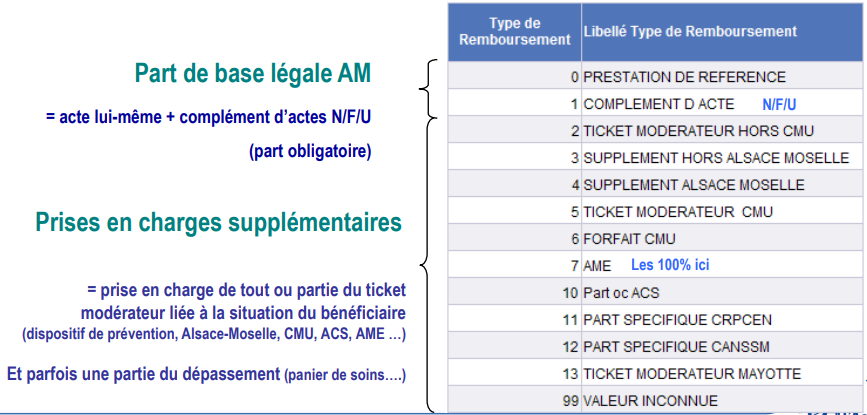 Part de base légale AM
= acte lui-même + complément d'actes N/F/U
(part obligatoire)
Prises en charges supplémentaires
= prise en charge de tout ou partie du ticket
modérateur liée à la situation du bénéficiaire
(dispositif de prévention, Alsace-Moselle, CMU, ACS, AME …)
Et parfois une partie du dépassement (panier de soins….)
Type de Remboursement Libellé Type de Remboursement
0 PRESTATION DE REFERENCE
1 COMPLEMENT D ACTE N/F/U
2 TICKET MODERATEUR HORS CMU
3 SUPPLEMENT HORS ALSACE MOSELLE
4 SUPPLEMENT ALSACE MOSELLE
5 TICKET MODERATEUR CMU
6 FORFAIT CMU
7 AME Les 100% ici
10 Part oc ACS
11 PART SPECIFIQUE CRPCEN
12 PART SPECIFIQUE CANSSM
13 TICKET MODERATEUR MAYOTTE
99 VALEUR INCONNUE